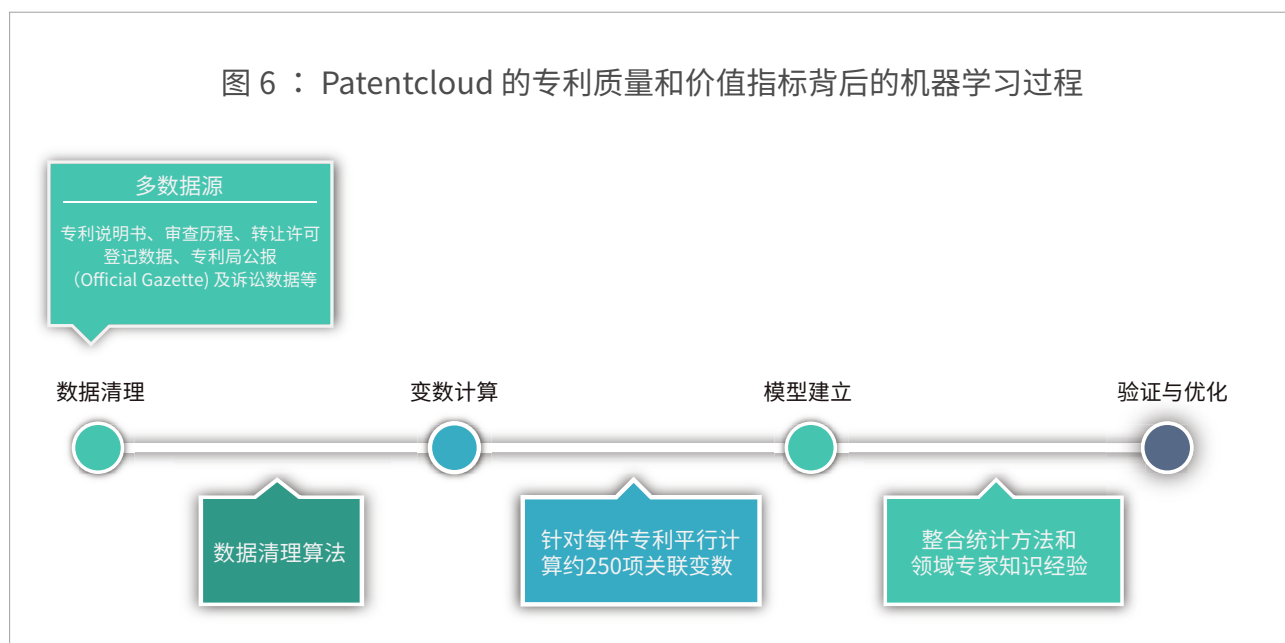 图 6 ： Patentcloud 的专利质量和价值指标背后的机器学习过程
多数据源
专利说明书、审查历程、转让许可
登记数据、专利局公报
（Official Gazette) 及诉讼数据等
数据清理
变数计算
模型建立
验证与优化
数据清理算法
针对每件专利平行计
算约250项关联变数
整合统计方法和
领域专家知识经验